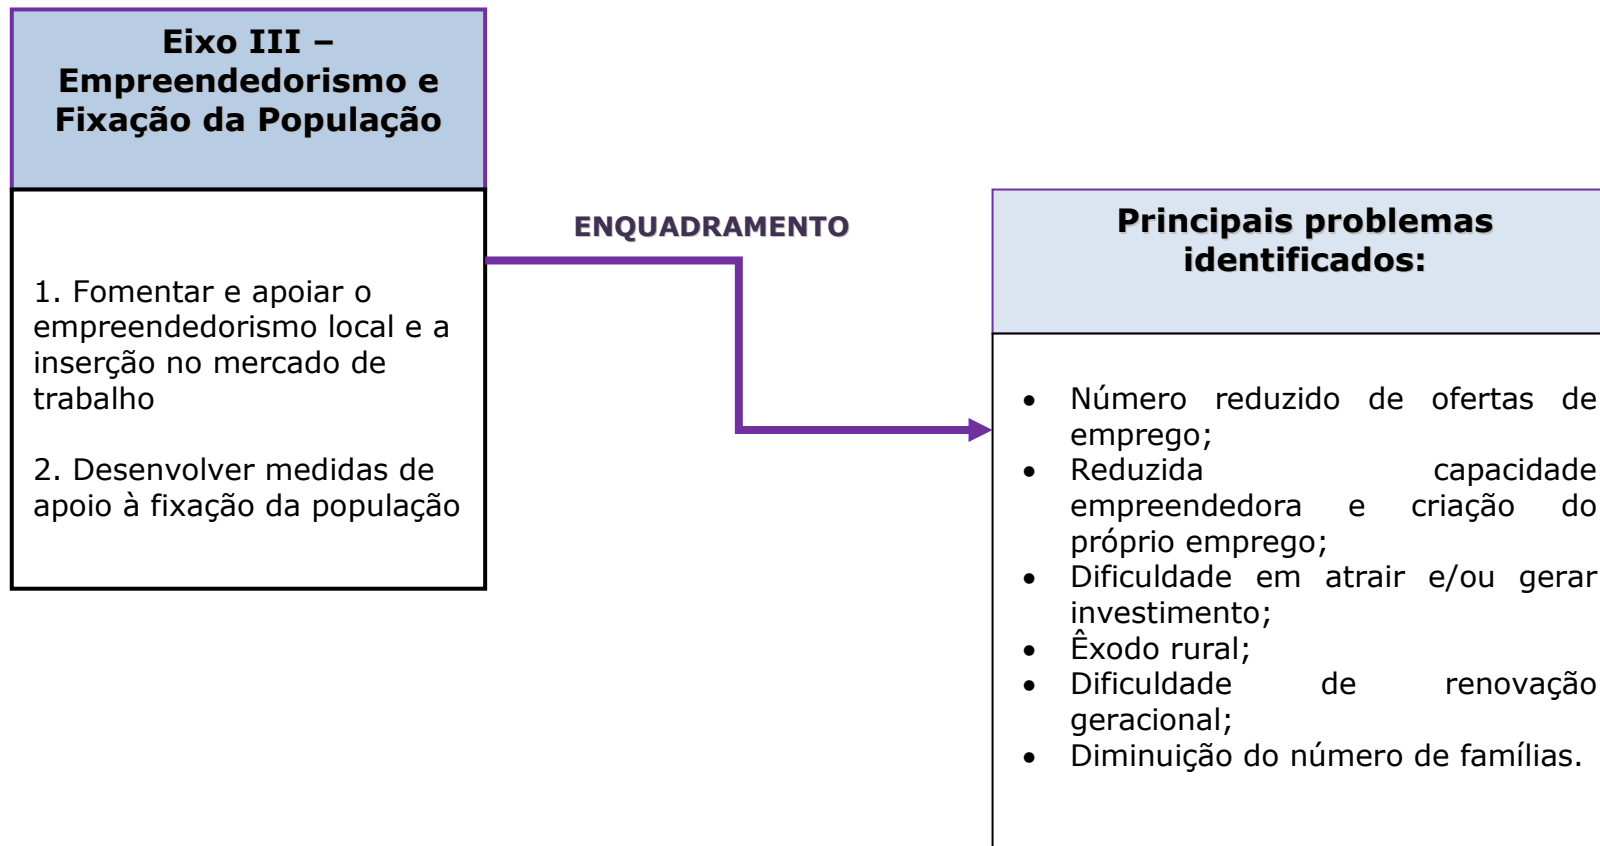 Eixo III –
Empreendedorismo e
Fixação da População
1. Fomentar e apoiar o
empreendedorismo local e a
inserção no mercado de
trabalho
2. Desenvolver medidas de
apoio à fixação da população
ENQUADRAMENTO
Principais problemas
identificados:
• Número reduzido de ofertas de
emprego;
• Reduzida capacidade
empreendedora e criação do
próprio emprego;
• Dificuldade em atrair e/ou gerar
investimento;
• Êxodo rural;
• Dificuldade de renovação
geracional;
• Diminuição do número de famílias.